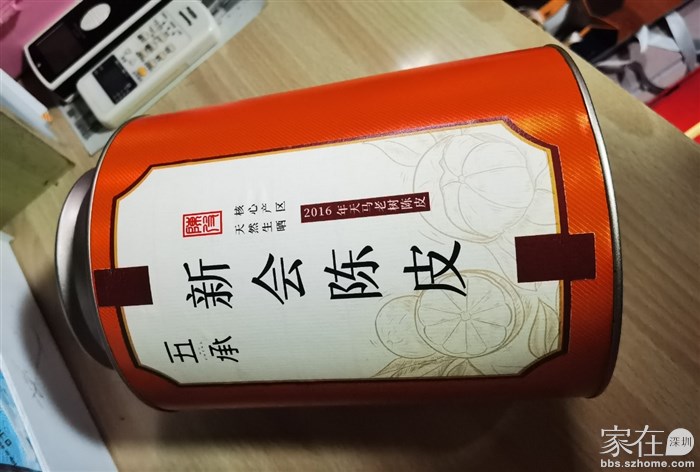 五承
新会陈皮
核心产区
天然生晒
2016年天马老树陈皮
家在深圳
bbs.szhome.com